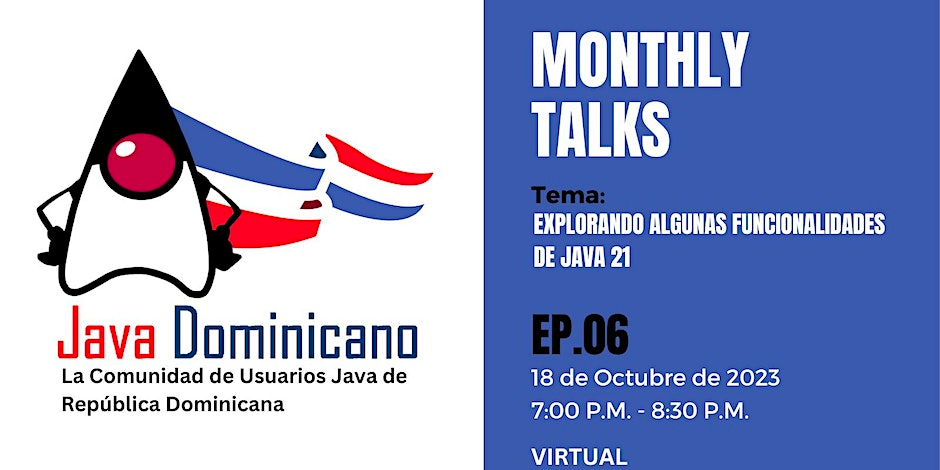 Java Dominicano
La Comunidad de Usuarios Java de
República Dominicana
MONTHLY
TALKS
Tema:
EXPLORANDO ALGUNAS FUNCIONALIDADES
DE JAVA 21
EP.06
18 de Octubre de 2023
7:00 P.M. - 8:30 P.M.
VIRTUAL